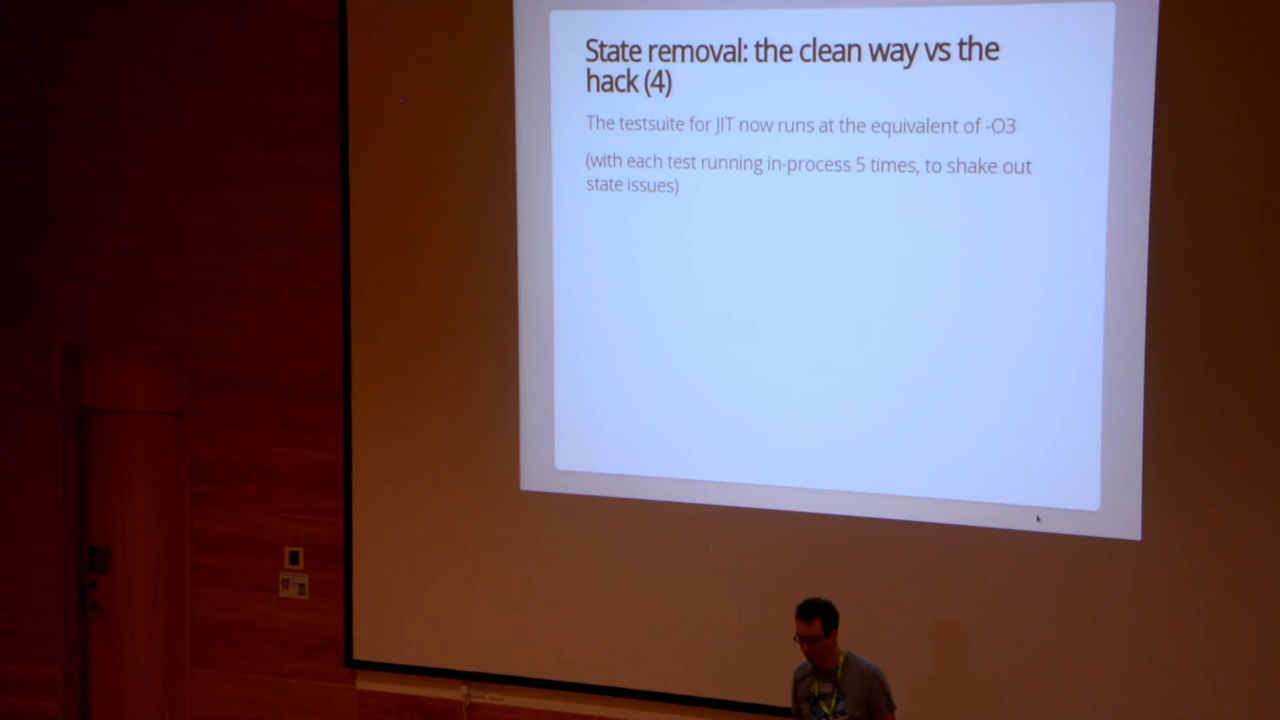 State removal: the clean way vs the
hack (4)
The testsuite for JIT now runs at the equivalent of -O3
(with each test running in-process 5 times, to shake out
state issues)